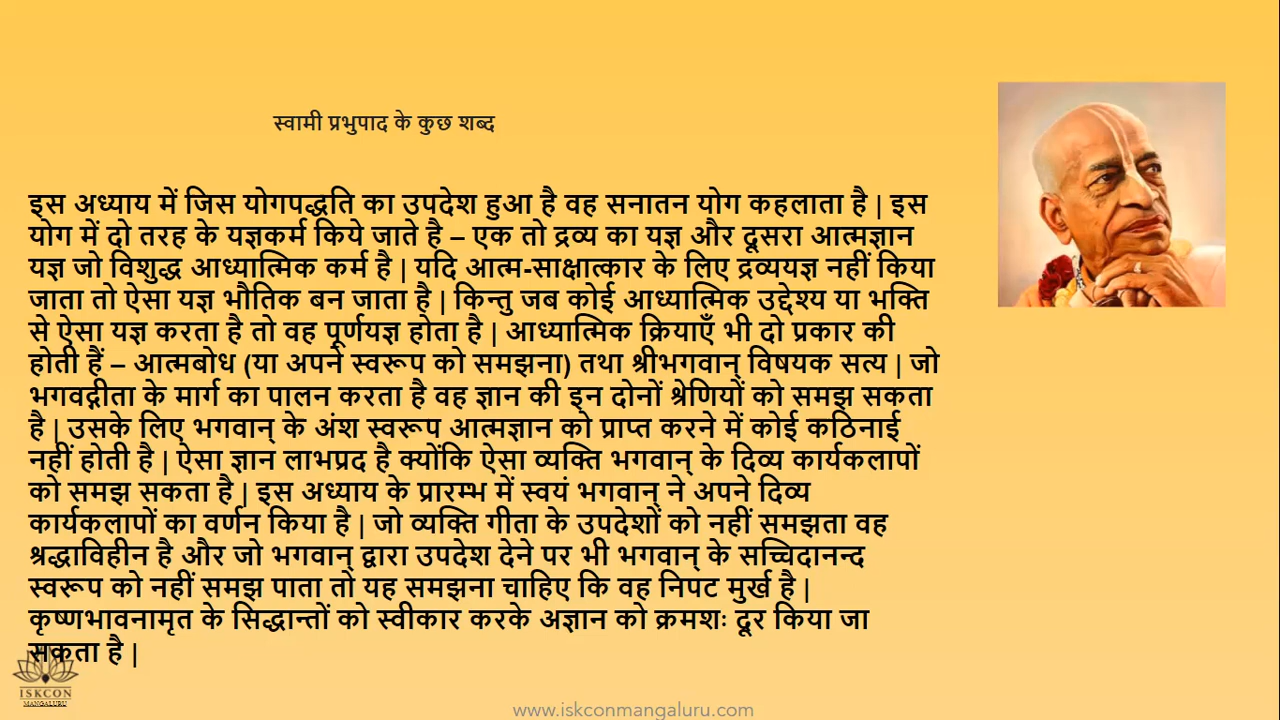 स्वामी प्रभुपाद के कुछ शब्द
इस अध्याय में जिस योगपद्धति का उपदेश हुआ है वह सनातन योग कहलाता है | इस
योग में दो तरह के यज्ञकर्म किये जाते है – एक तो द्रव्य का यज्ञ और दूसरा आत्मज्ञान
यज्ञ जो विशुद्ध आध्यात्मिक कर्म है | यदि आत्म-साक्षात्कार के लिए द्रव्ययज्ञ नहीं किया
जाता तो ऐसा यज्ञ भौतिक बन जाता है | किन्तु जब कोई आध्यात्मिक उद्देश्य या भक्ति
से ऐसा यज्ञ करता है तो वह पूर्णयज्ञ होता है | आध्यात्मिक क्रियाएँ भी दो प्रकार की
होती हैं – आत्मबोध (या अपने स्वरूप को समझना) तथा श्रीभगवान् विषयक सत्य | जो
भगवद्गीता के मार्ग का पालन करता है वह ज्ञान की इन दोनों श्रेणियों को समझ सकता
है | उसके लिए भगवान् के अंश स्वरूप आत्मज्ञान को प्राप्त करने में कोई कठिनाई
नहीं होती है | ऐसा ज्ञान लाभप्रद है क्योंकि ऐसा व्यक्ति भगवान् के दिव्य कार्यकलापों
को समझ सकता है | इस अध्याय के प्रारम्भ में स्वयं भगवान् ने अपने दिव्य
कार्यकलापों का वर्णन किया है | जो व्यक्ति गीता के उपदेशों को नहीं समझता वह
श्रद्धाविहीन है और जो भगवान् द्वारा उपदेश देने पर भी भगवान् के सच्चिदानन्द
स्वरूप को नहीं समझ पाता तो यह समझना चाहिए कि वह निपट मुर्ख है |
कृष्णभावनामृत के सिद्धान्तों को स्वीकार करके अज्ञान को क्रमशः दूर किया जा
सकता है |
ISKCON
MANGALURU
www.iskconmangaluru.com